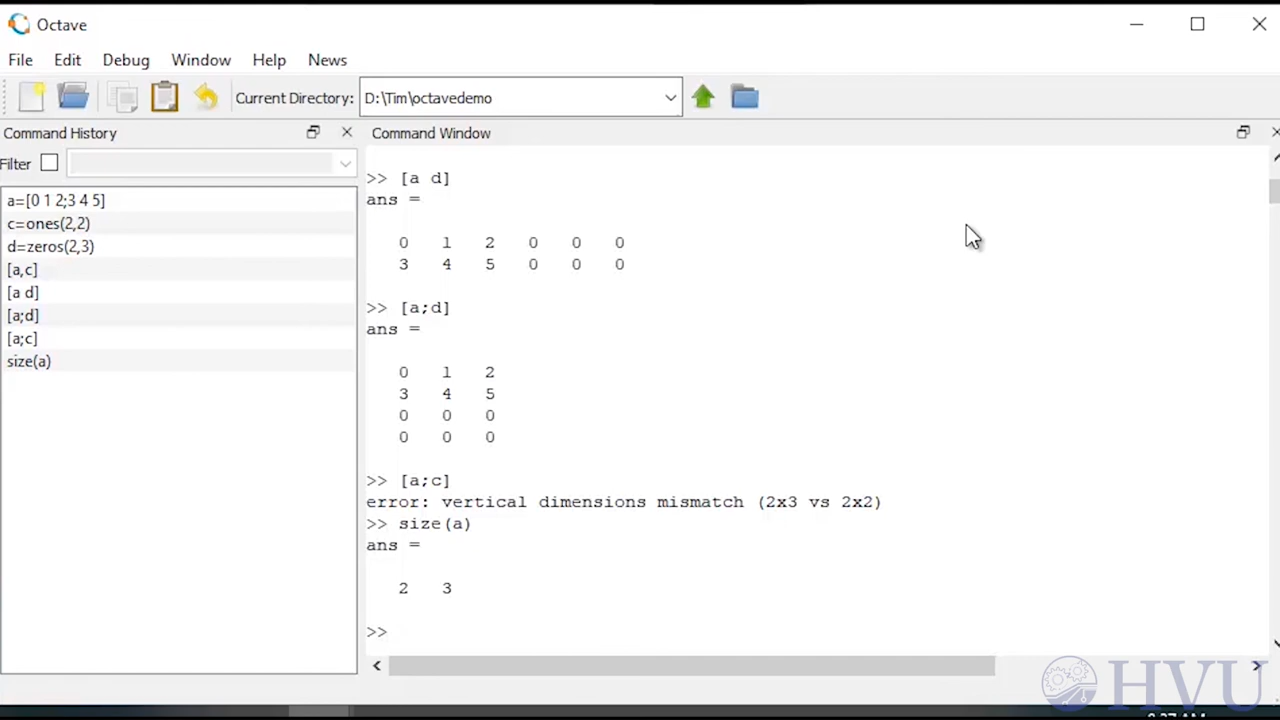 Octave
File Edit Debug Window Help News
Current Directory: D:\Tim\octavedemo
Command History
Filter
a=[0 1 2;3 4 5]
c=ones(2,2)
d=zeros(2,3)
[a,c]
[a d]
[a;d]
[a;c]
size(a)
Command Window
>> [a d]
ans =
0 1 2 0 0 0
3 4 5 0 0 0
>> [a;d]
ans =
0 1 2
3 4 5
0 0 0
0 0 0
>> [a;c]
error: vertical dimensions mismatch (2x3 vs 2x2)
>> size(a)
ans =
2 3
>>
HVU